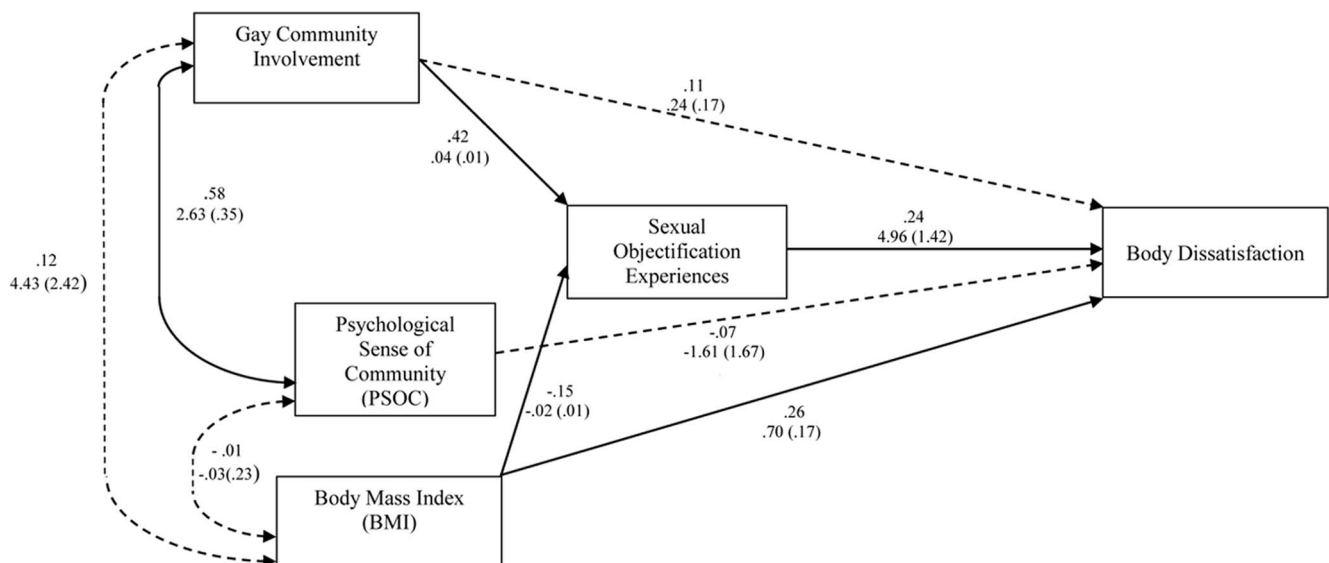 Gay Community
Involvement
.11
.24 (.17)
.42
.04 (.01)
.58
2.63 (.35)
Sexual
Objectification
Experiences
.24
4.96 (1.42)
Body Dissatisfaction
.12
4.43 (2.42)
Psychological
Sense of
Community
(PSOC)
-.07
-1.61 (1.67)
-.15
-.02 (.01)
.26
.70 (.17)
- .01
-.03(.23)
Body Mass Index
(BMI)